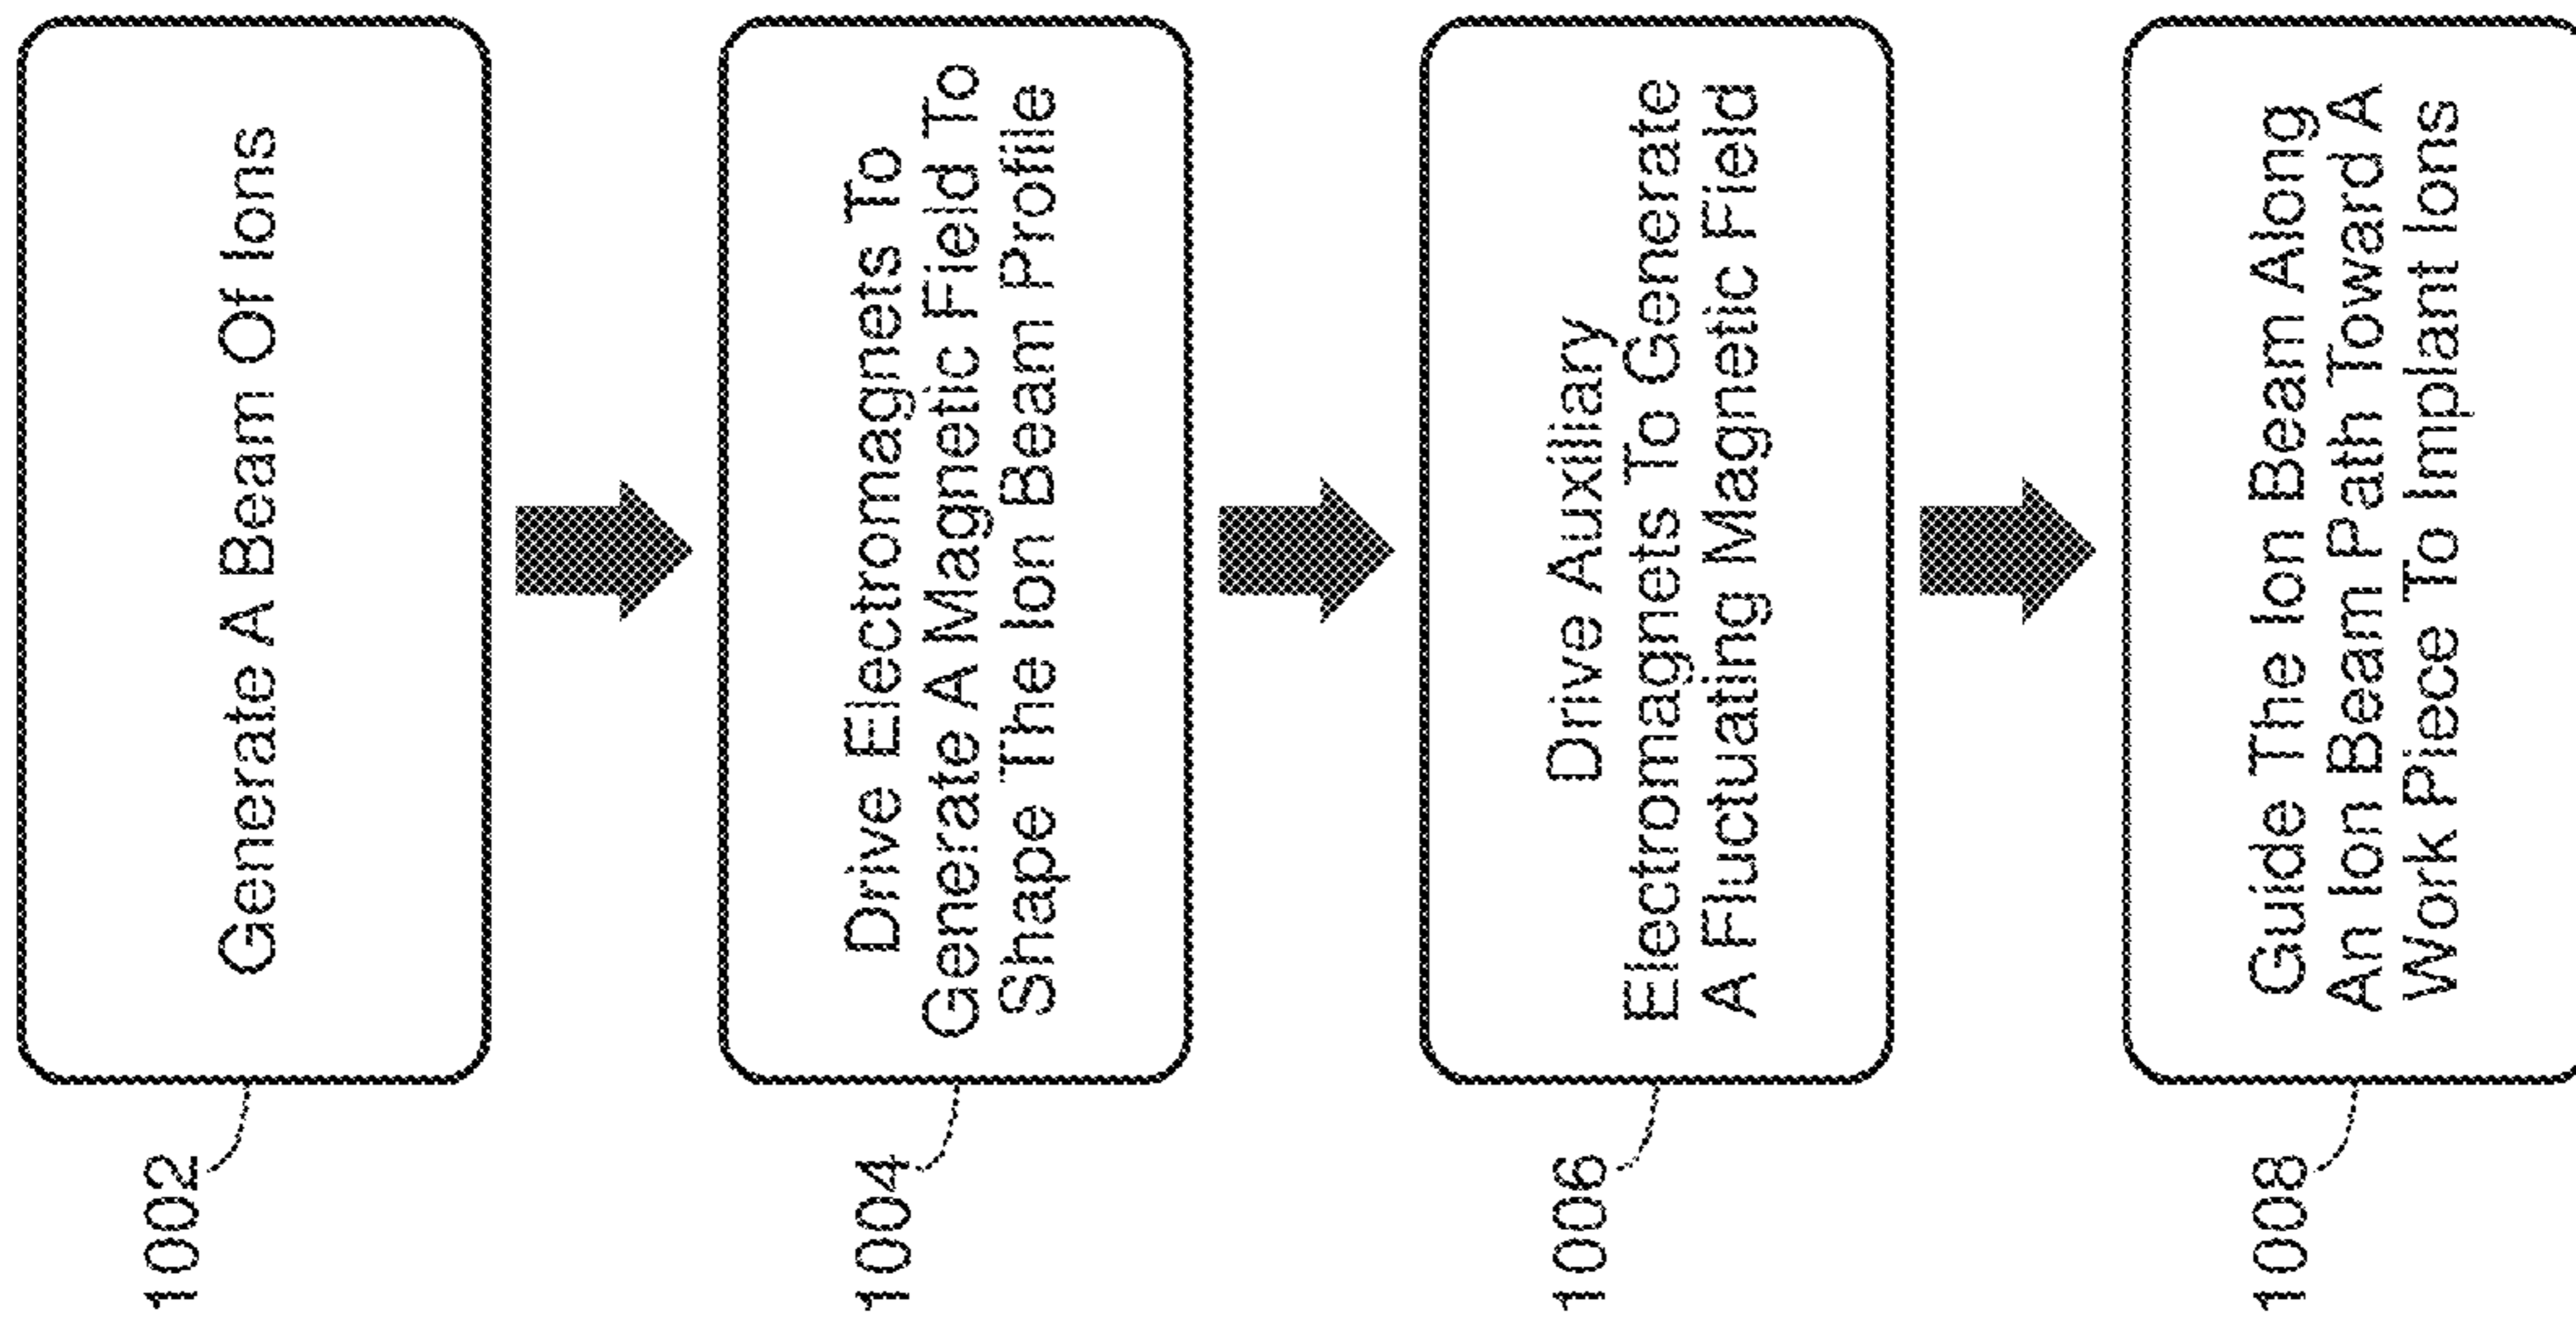 1002
Generate A Beam Of Ions
1004
Drive Electromagnets To
Generate A Magnetic Field To
Shape The Ion Beam Profile
1006
Drive Auxiliary
Electromagnets To Generate
A Fluctuating Magnetic Field
1008
Guide The Ion Beam Along
An Ion Beam Path Toward A
Work Piece To Implant Ions